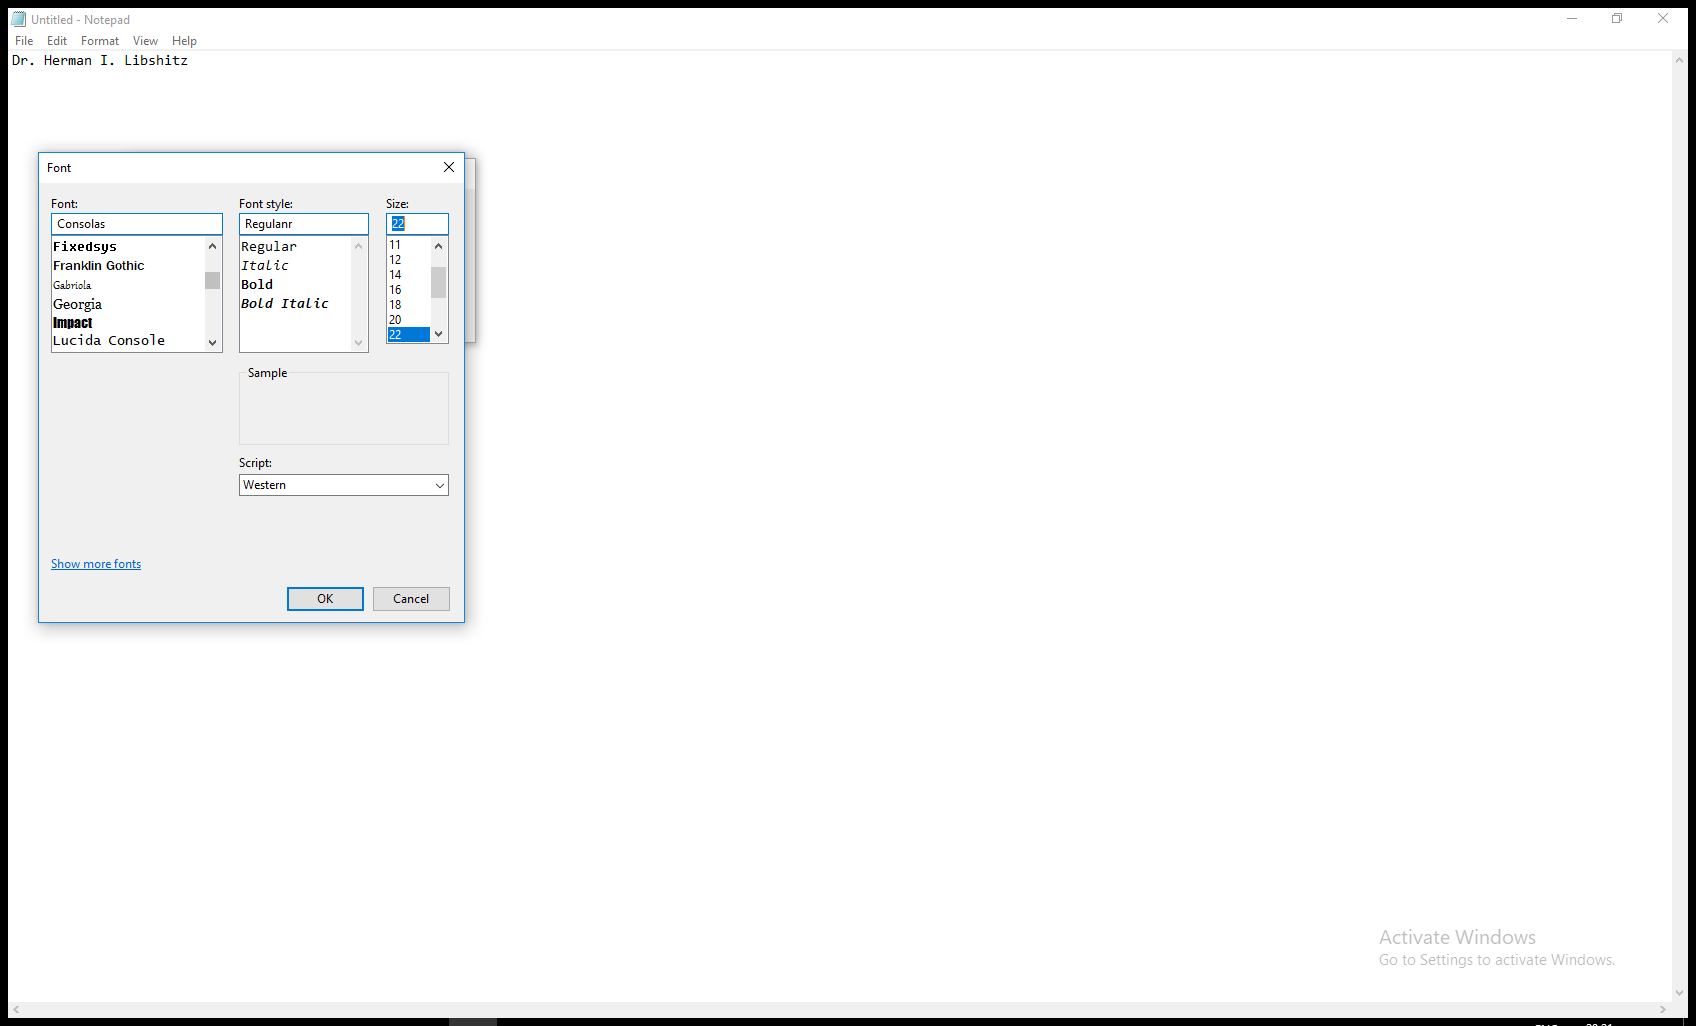 Untitled - Notepad
File Edit Format View Help
Dr. Herman I. Libshitz
Font
Font: Font style: Size:
Consolas Regulanr 22
Fixedsys
Franklin Gothic
Gabriola
Georgia
Impact
Lucida Console
Regular
Italic
Bold
Bold Italic
11
12
14
16
18
20
22
Sample
Script:
Western
Show more fonts
OK Cancel
Activate Windows
Go to Settings to activate Windows.